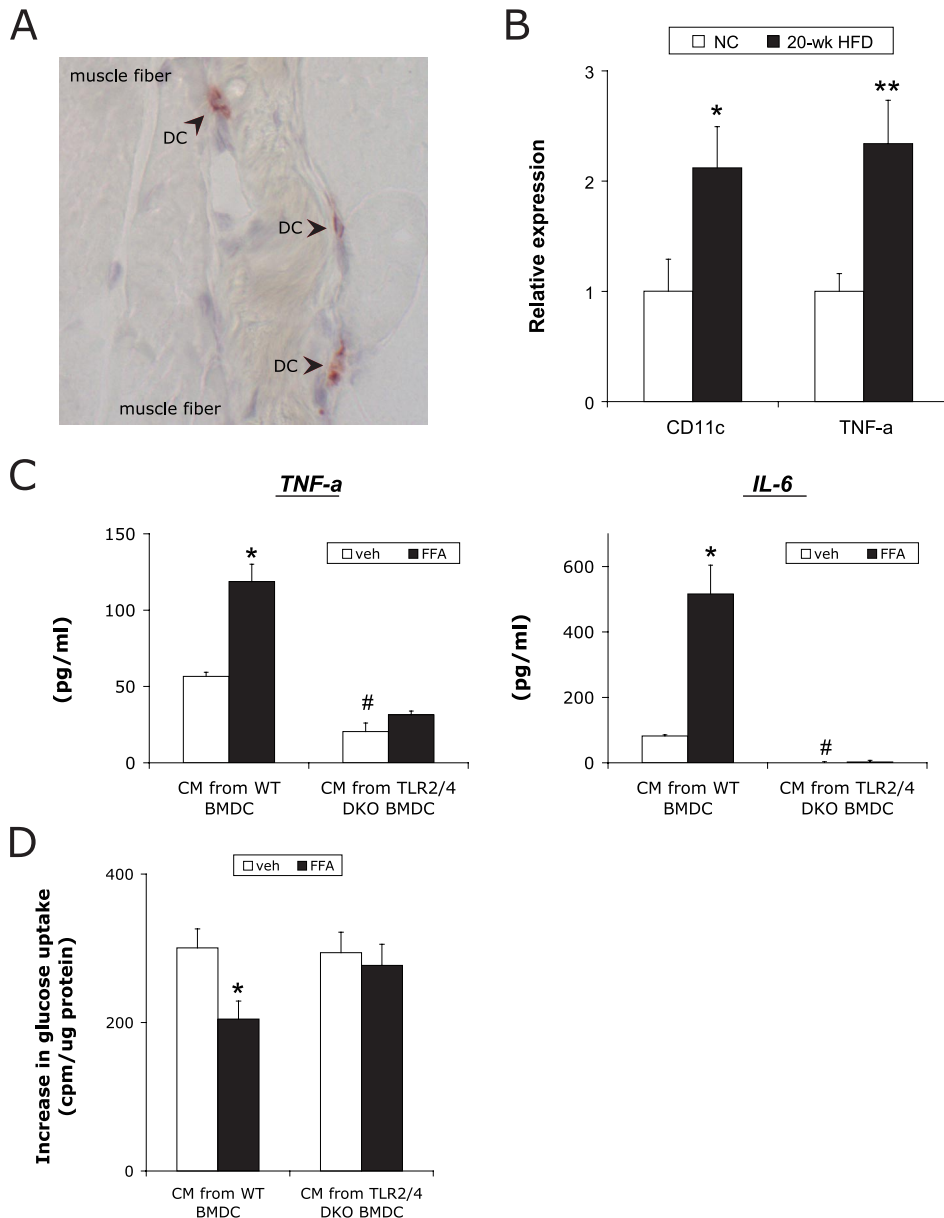 A
muscle fiber
DC
DC
DC
muscle fiber
B
NC 20-wk HFD
Relative expression
3
2
1
0
* **
CD11c TNF-a
C
TNF-a
veh FFA
(pg/ml)
150
100
50
0
*
#
CM from WT
BMDC
CM from TLR2/4
DKO BMDC
IL-6
veh FFA
(pg/ml)
600
400
200
0
*
#
CM from WT
BMDC
CM from TLR2/4
DKO BMDC
D
veh FFA
Increase in glucose uptake
(cpm/ug protein)
400
200
0
*
CM from WT
BMDC
CM from TLR2/4
DKO BMDC